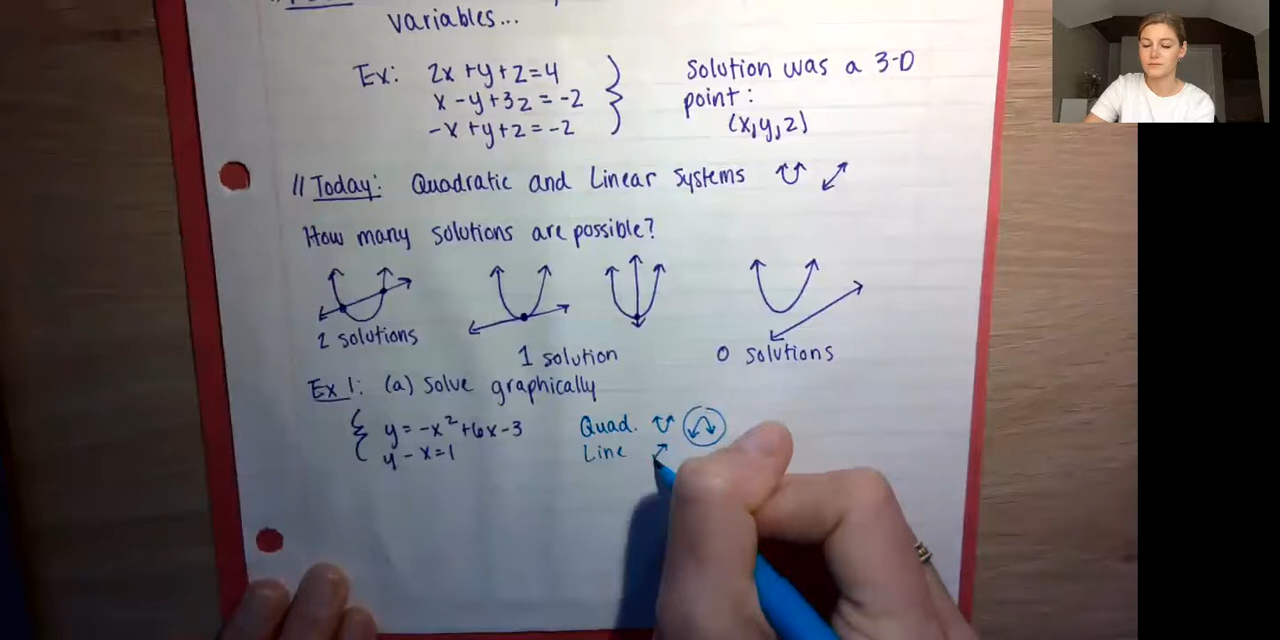 variables...
Ex: 2x+y+z=4
x-y+3z=-2
-x+y+z=-2
Solution was a 3-D
point:
(x,y,z)
// Today: Quadratic and Linear Systems
How many solutions are possible?
2 solutions
1 solution
0 solutions
Ex 1: (a) Solve graphically
y=-x²+6x-3
y-x=1
Quad.
Line